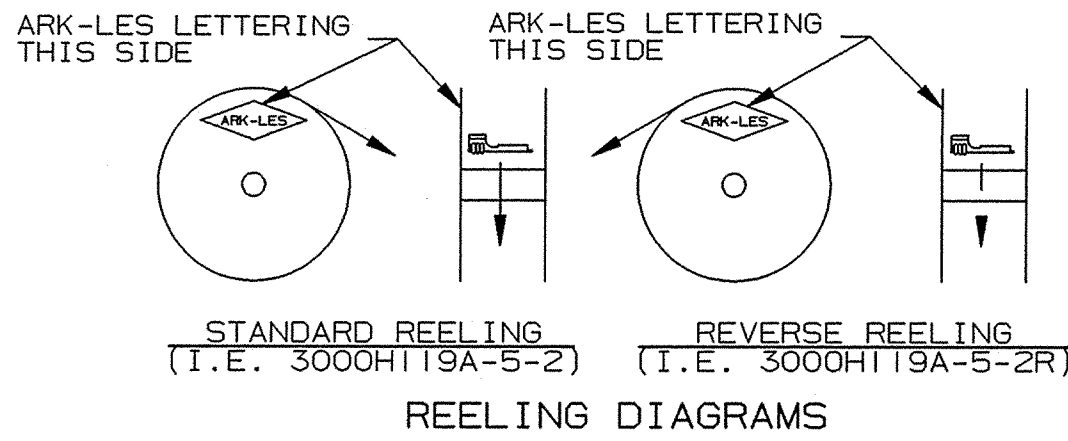 ARK-LES LETTERING
THIS SIDE
ARK-LES
STANDARD REELING
(I.E. 3000H119A-5-2)
ARK-LES LETTERING
THIS SIDE
ARK-LES
REVERSE REELING
(I.E. 3000H119A-5-2R)
REELING DIAGRAMS